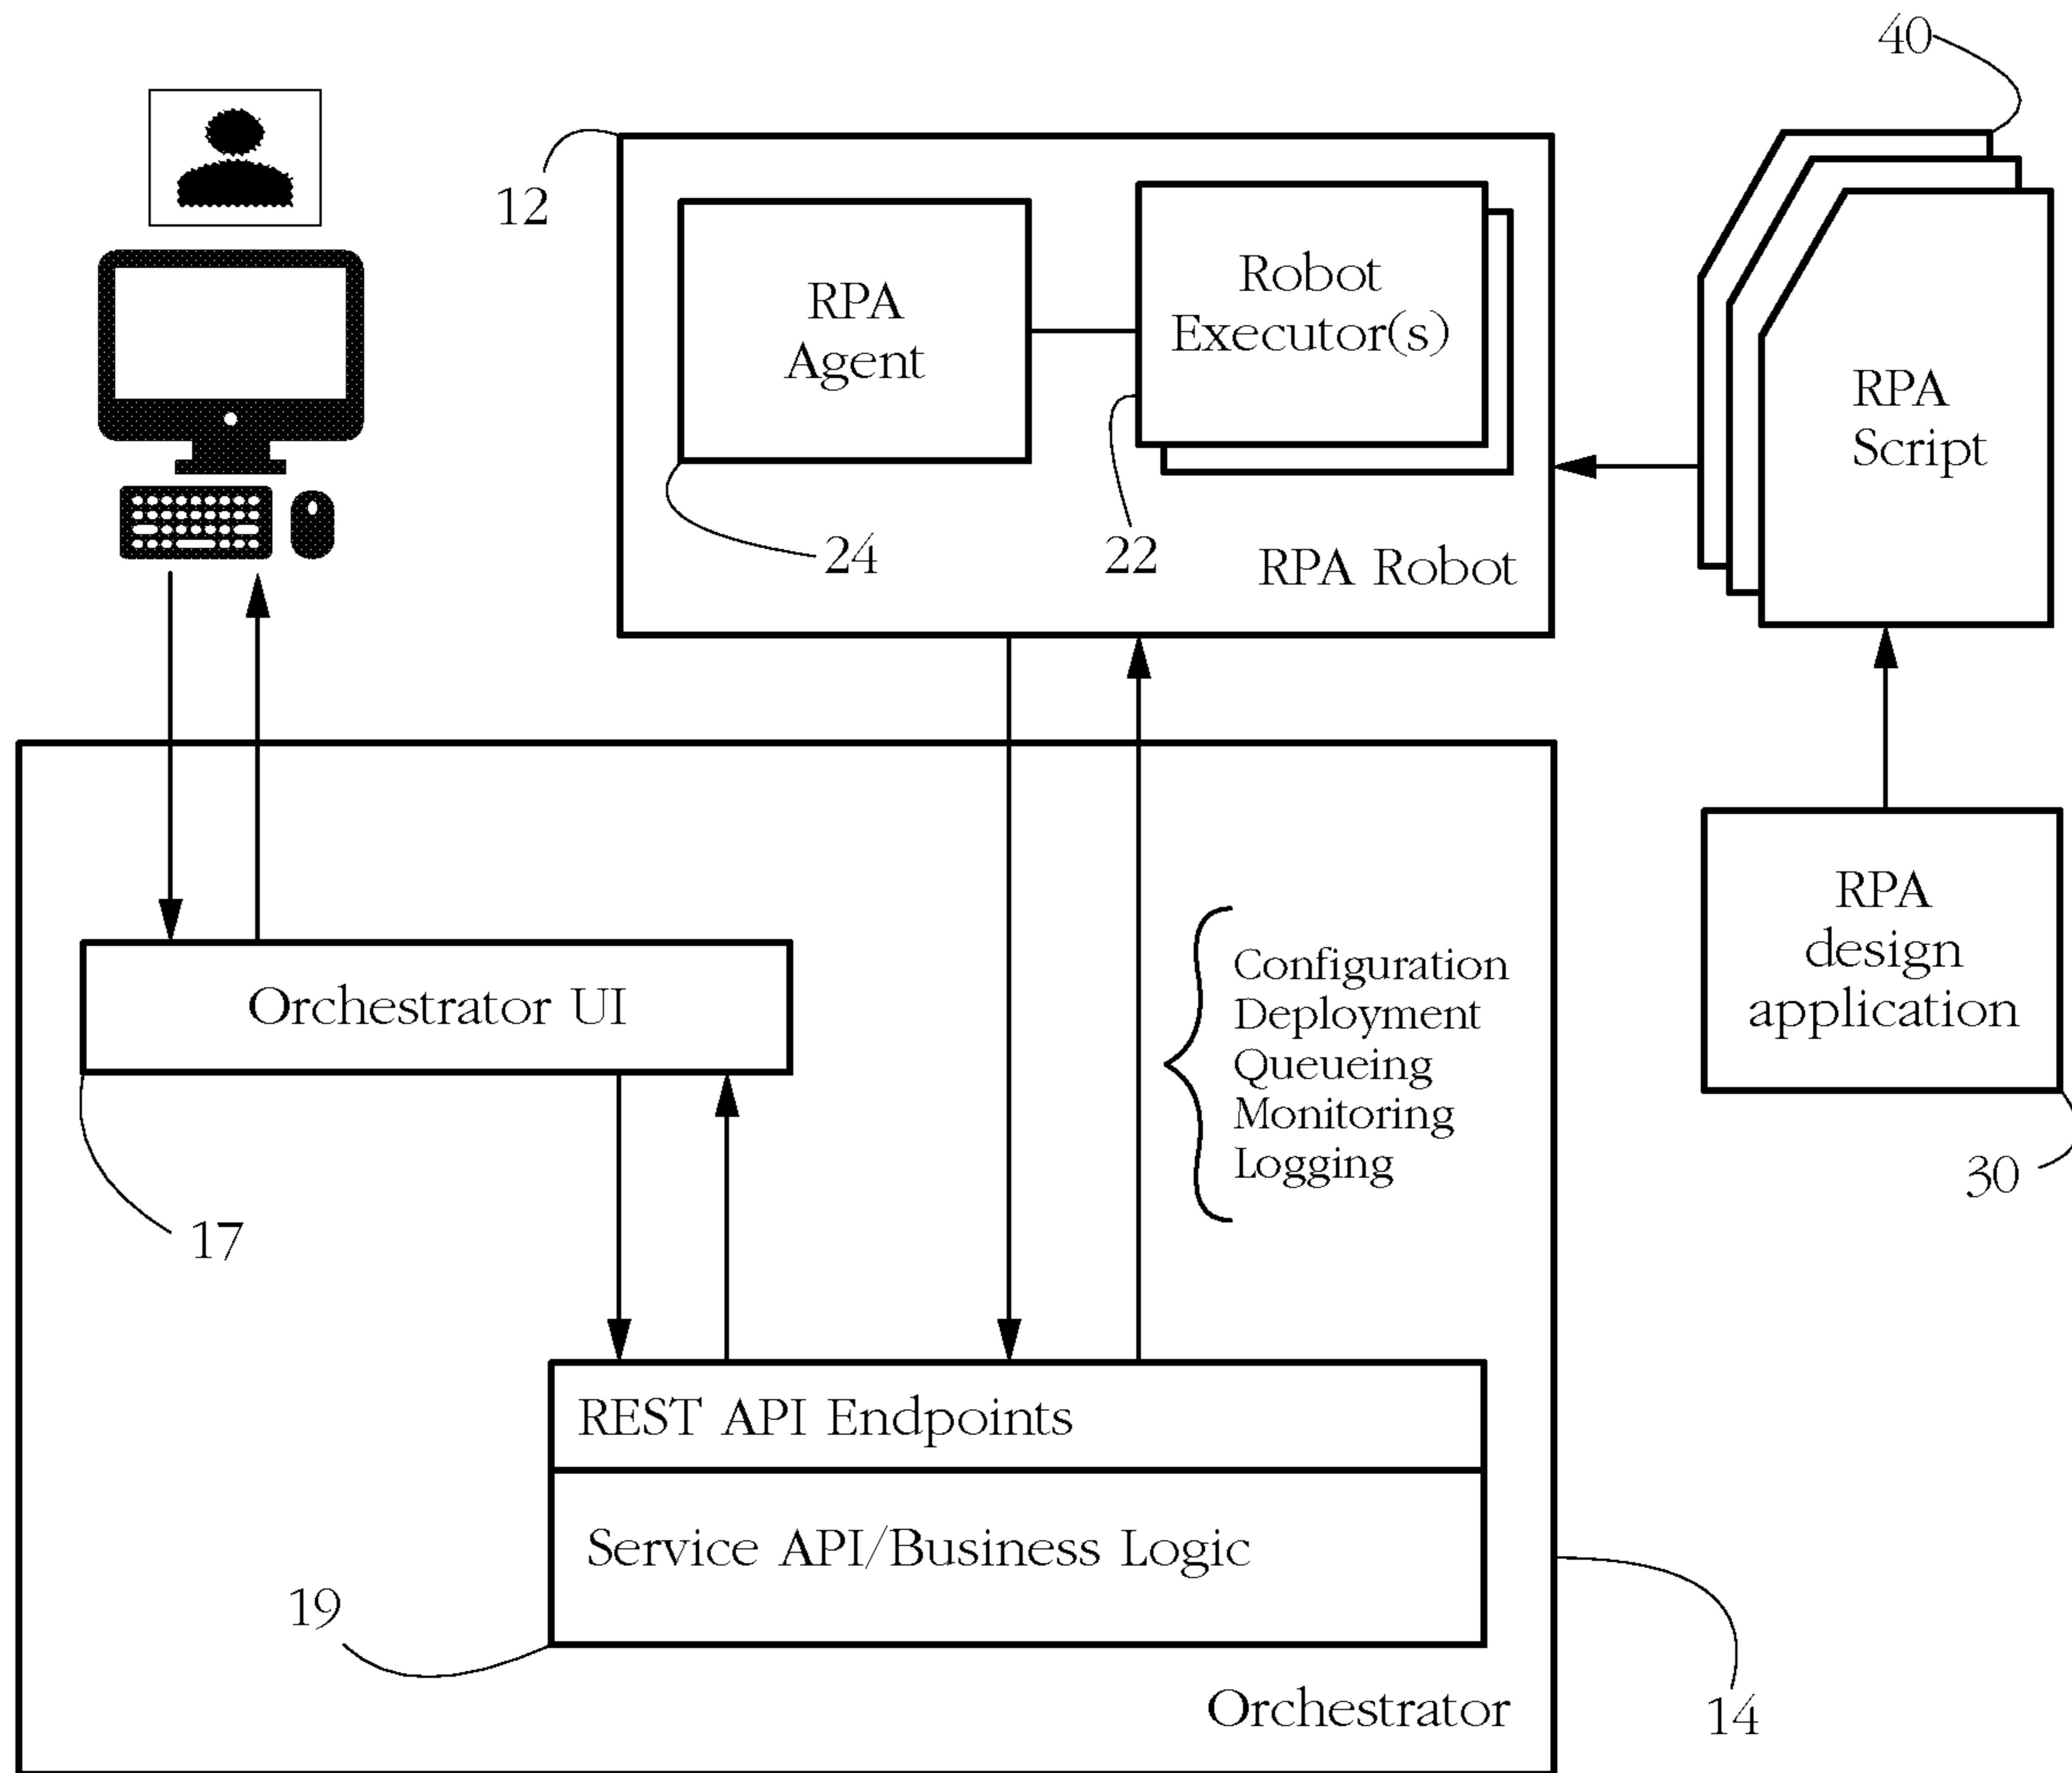 40
12
RPA
Agent
Robot
Executor(s)
RPA
Script
24
22
RPA Robot
Orchestrator UI
Configuration
Deployment
Queueing
Monitoring
Logging
RPA
design
application
17
30
REST API Endpoints
Service API/Business Logic
19
Orchestrator
14